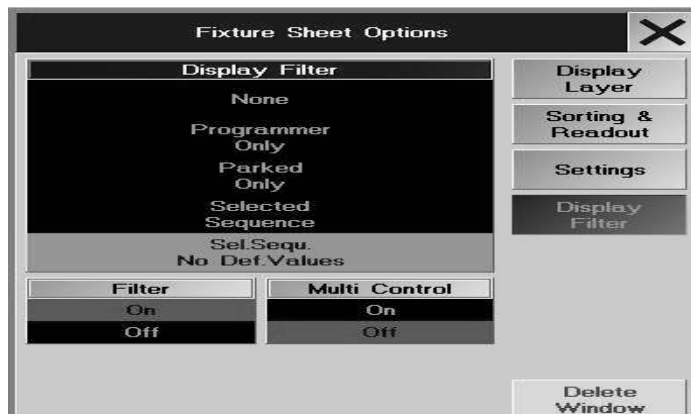 Fixture Sheet Options
Display Filter
None
Programmer
Only
Parked
Only
Selected
Sequence
Sel.Sequ.
No Def.Values
Filter
On
Off
Multi Control
On
Off
Display
Layer
Sorting &
Readout
Settings
Display
Filter
Delete
Window